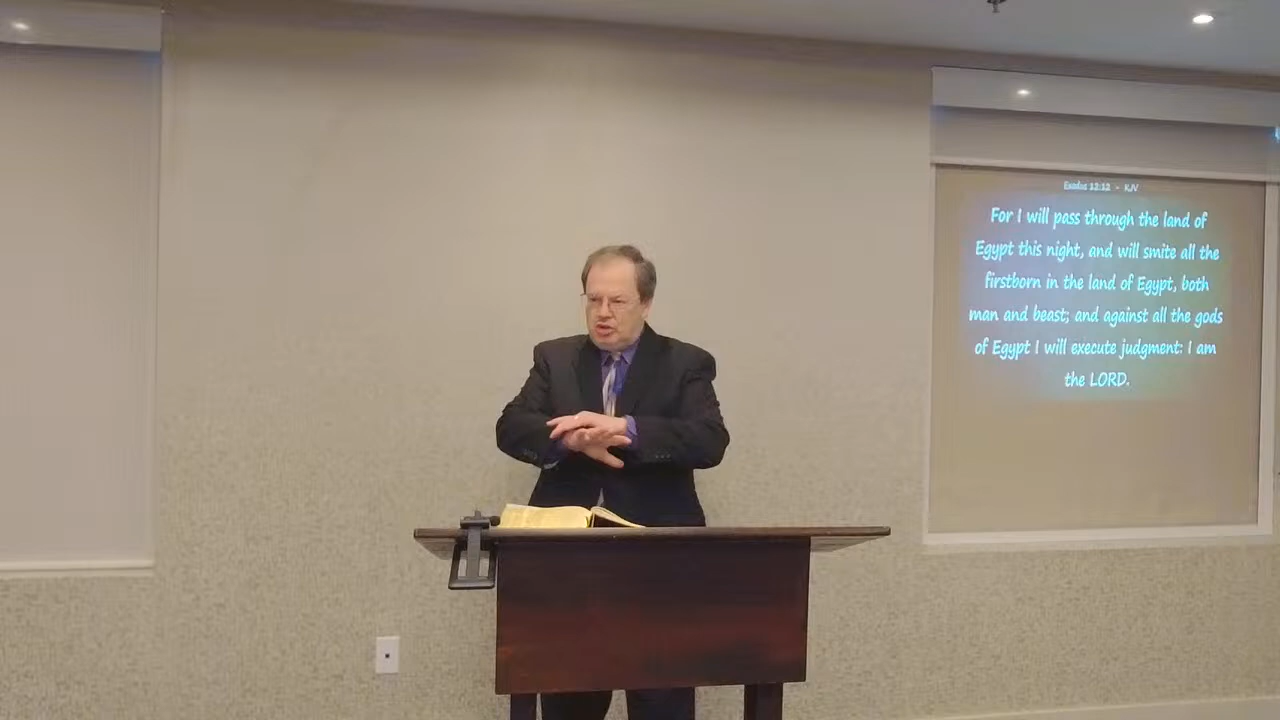 Exodus 12:12 - KJV
For I will pass through the land of
Egypt this night, and will smite all the
firstborn in the land of Egypt, both
man and beast; and against all the gods
of Egypt I will execute judgment: I am
the LORD.